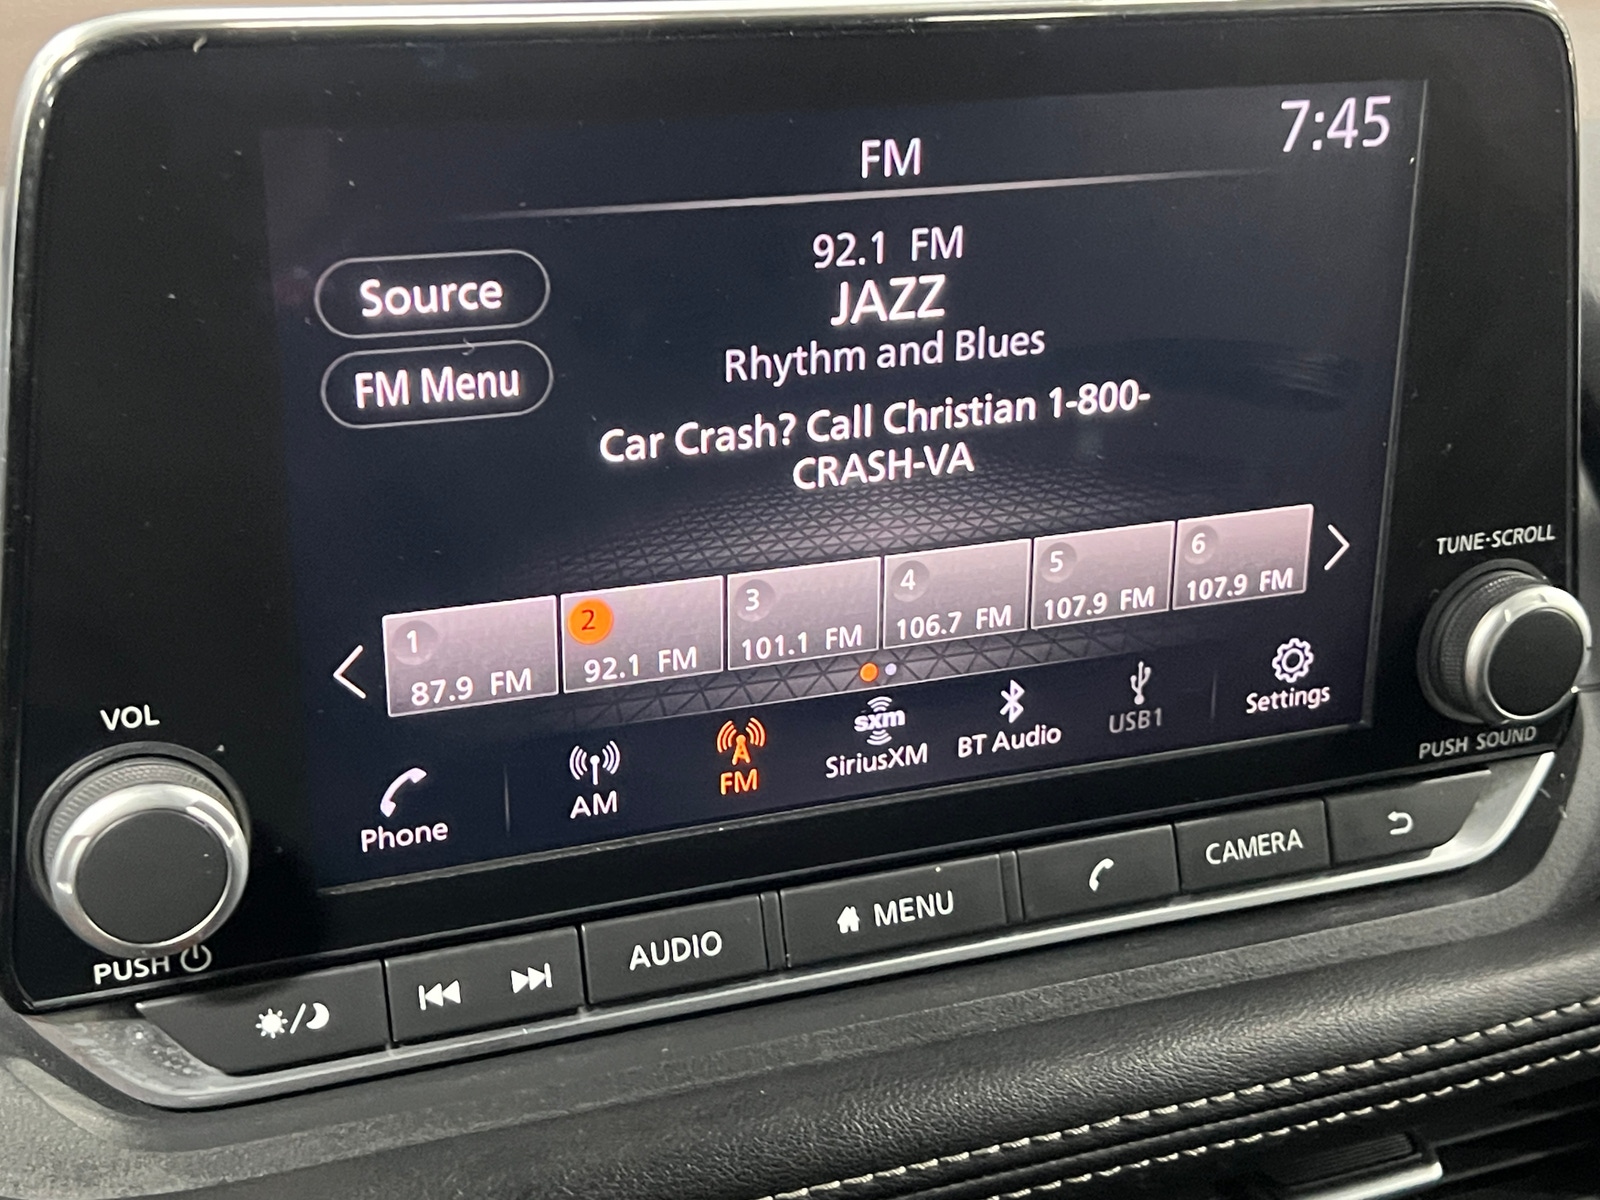 7:45
FM
92.1 FM
JAZZ
Rhythm and Blues
Car Crash? Call Christian 1-800-
CRASH-VA
Source
FM Menu
1
87.9 FM
2
92.1 FM
3
101.1 FM
4
106.7 FM
5
107.9 FM
6
107.9 FM
Phone
AM
FM
sxm
SiriusXM
BT Audio
USB1
Settings
VOL
PUSH
TUNE·SCROLL
PUSH SOUND
AUDIO
MENU
CAMERA